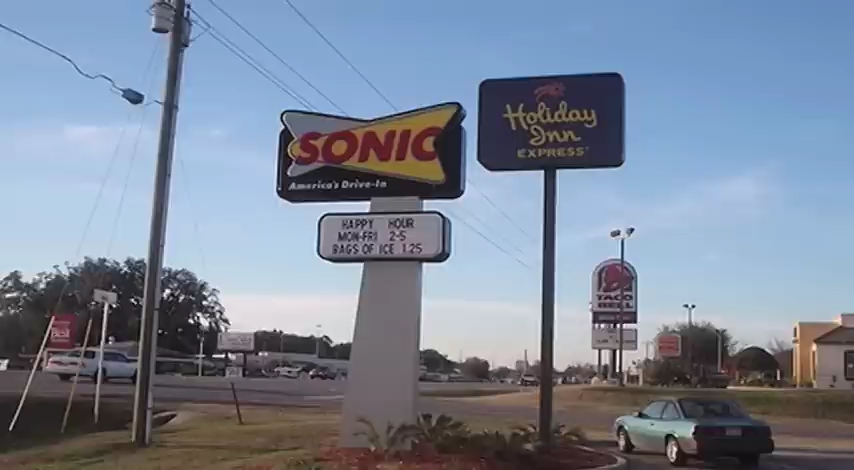 SONIC
America's Drive-In
HAPPY HOUR
MON-FRI 2-5
BAGS OF ICE 1.25
Holiday
Inn
EXPRESS
TACO
BELL